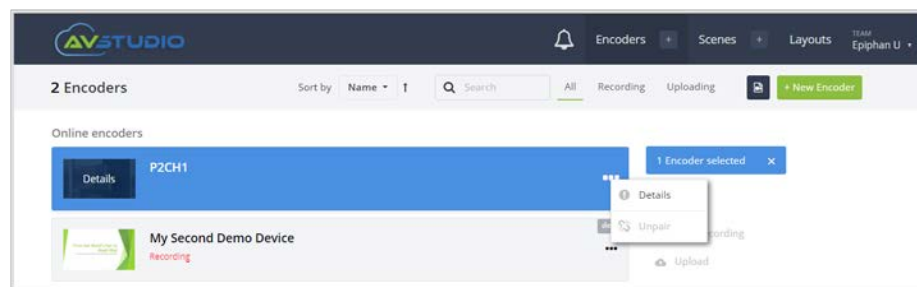 AVSTUDIO
Encoders + Scenes + Layouts TEAM Epiphan U
2 Encoders Sort by Name ↑ Search All Recording Uploading + New Encoder
Online encoders
Details P2CH1 1 Encoder selected ×
Details
Unpair
My Second Demo Device
Recording
Upload